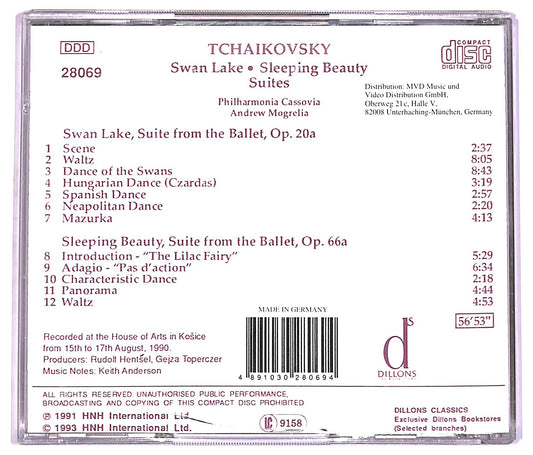 DDD
28069
TCHAIKOVSKY
Swan Lake • Sleeping Beauty
Suites
Philharmonia Cassovia
Andrew Mogrelia
COMPACT
disc
DIGITAL AUDIO
Distribution: MVD Music und
Video Distribution GmbH,
Oberweg 21c, Halle V.
82008 Unterhaching-München, Germany
Swan Lake, Suite from the Ballet, Op. 20a
1 Scene 2:37
2 Waltz 8:05
3 Dance of the Swans 8:43
4 Hungarian Dance (Czardas) 3:19
5 Spanish Dance 2:57
6 Neapolitan Dance 2:20
7 Mazurka 4:13
Sleeping Beauty, Suite from the Ballet, Op. 66a
8 Introduction - "The Lilac Fairy" 5:29
9 Adagio - "Pas d'action" 6:34
10 Characteristic Dance 2:18
11 Panorama 4:44
12 Waltz 4:53
Recorded at the House of Arts in Košice
from 15th to 17th August, 1990.
Producers: Rudolf Hentšel, Gejza Toperczer
Music Notes: Keith Anderson
MADE IN GERMANY
4 891030 280694
ds
DILLONS
56'53"
ALL RIGHTS RESERVED UNAUTHORISED PUBLIC PERFORMANCE,
BROADCASTING AND COPYING OF THIS COMPACT DISC PROHIBITED
℗ 1991 HNH International Ltd.
© 1993 HNH International Ltd.
LC 9158
DILLONS CLASSICS
Exclusive Dillons Bookstores
(Selected branches)